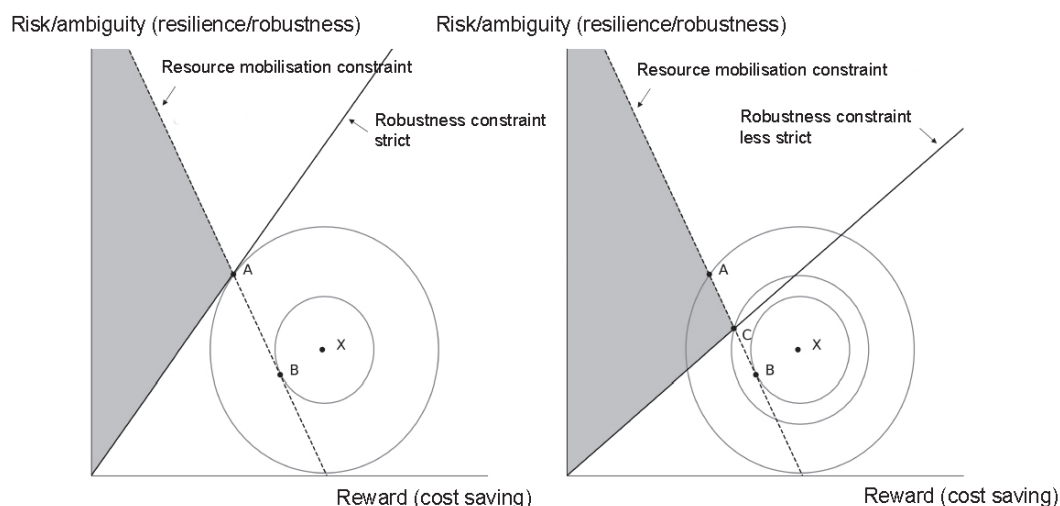 Risk/ambiguity (resilience/robustness)
Resource mobilisation constraint
Robustness constraint
strict
A
X
B
Reward (cost saving)
Risk/ambiguity (resilience/robustness)
Resource mobilisation constraint
Robustness constraint
less strict
A
C
X
B
Reward (cost saving)